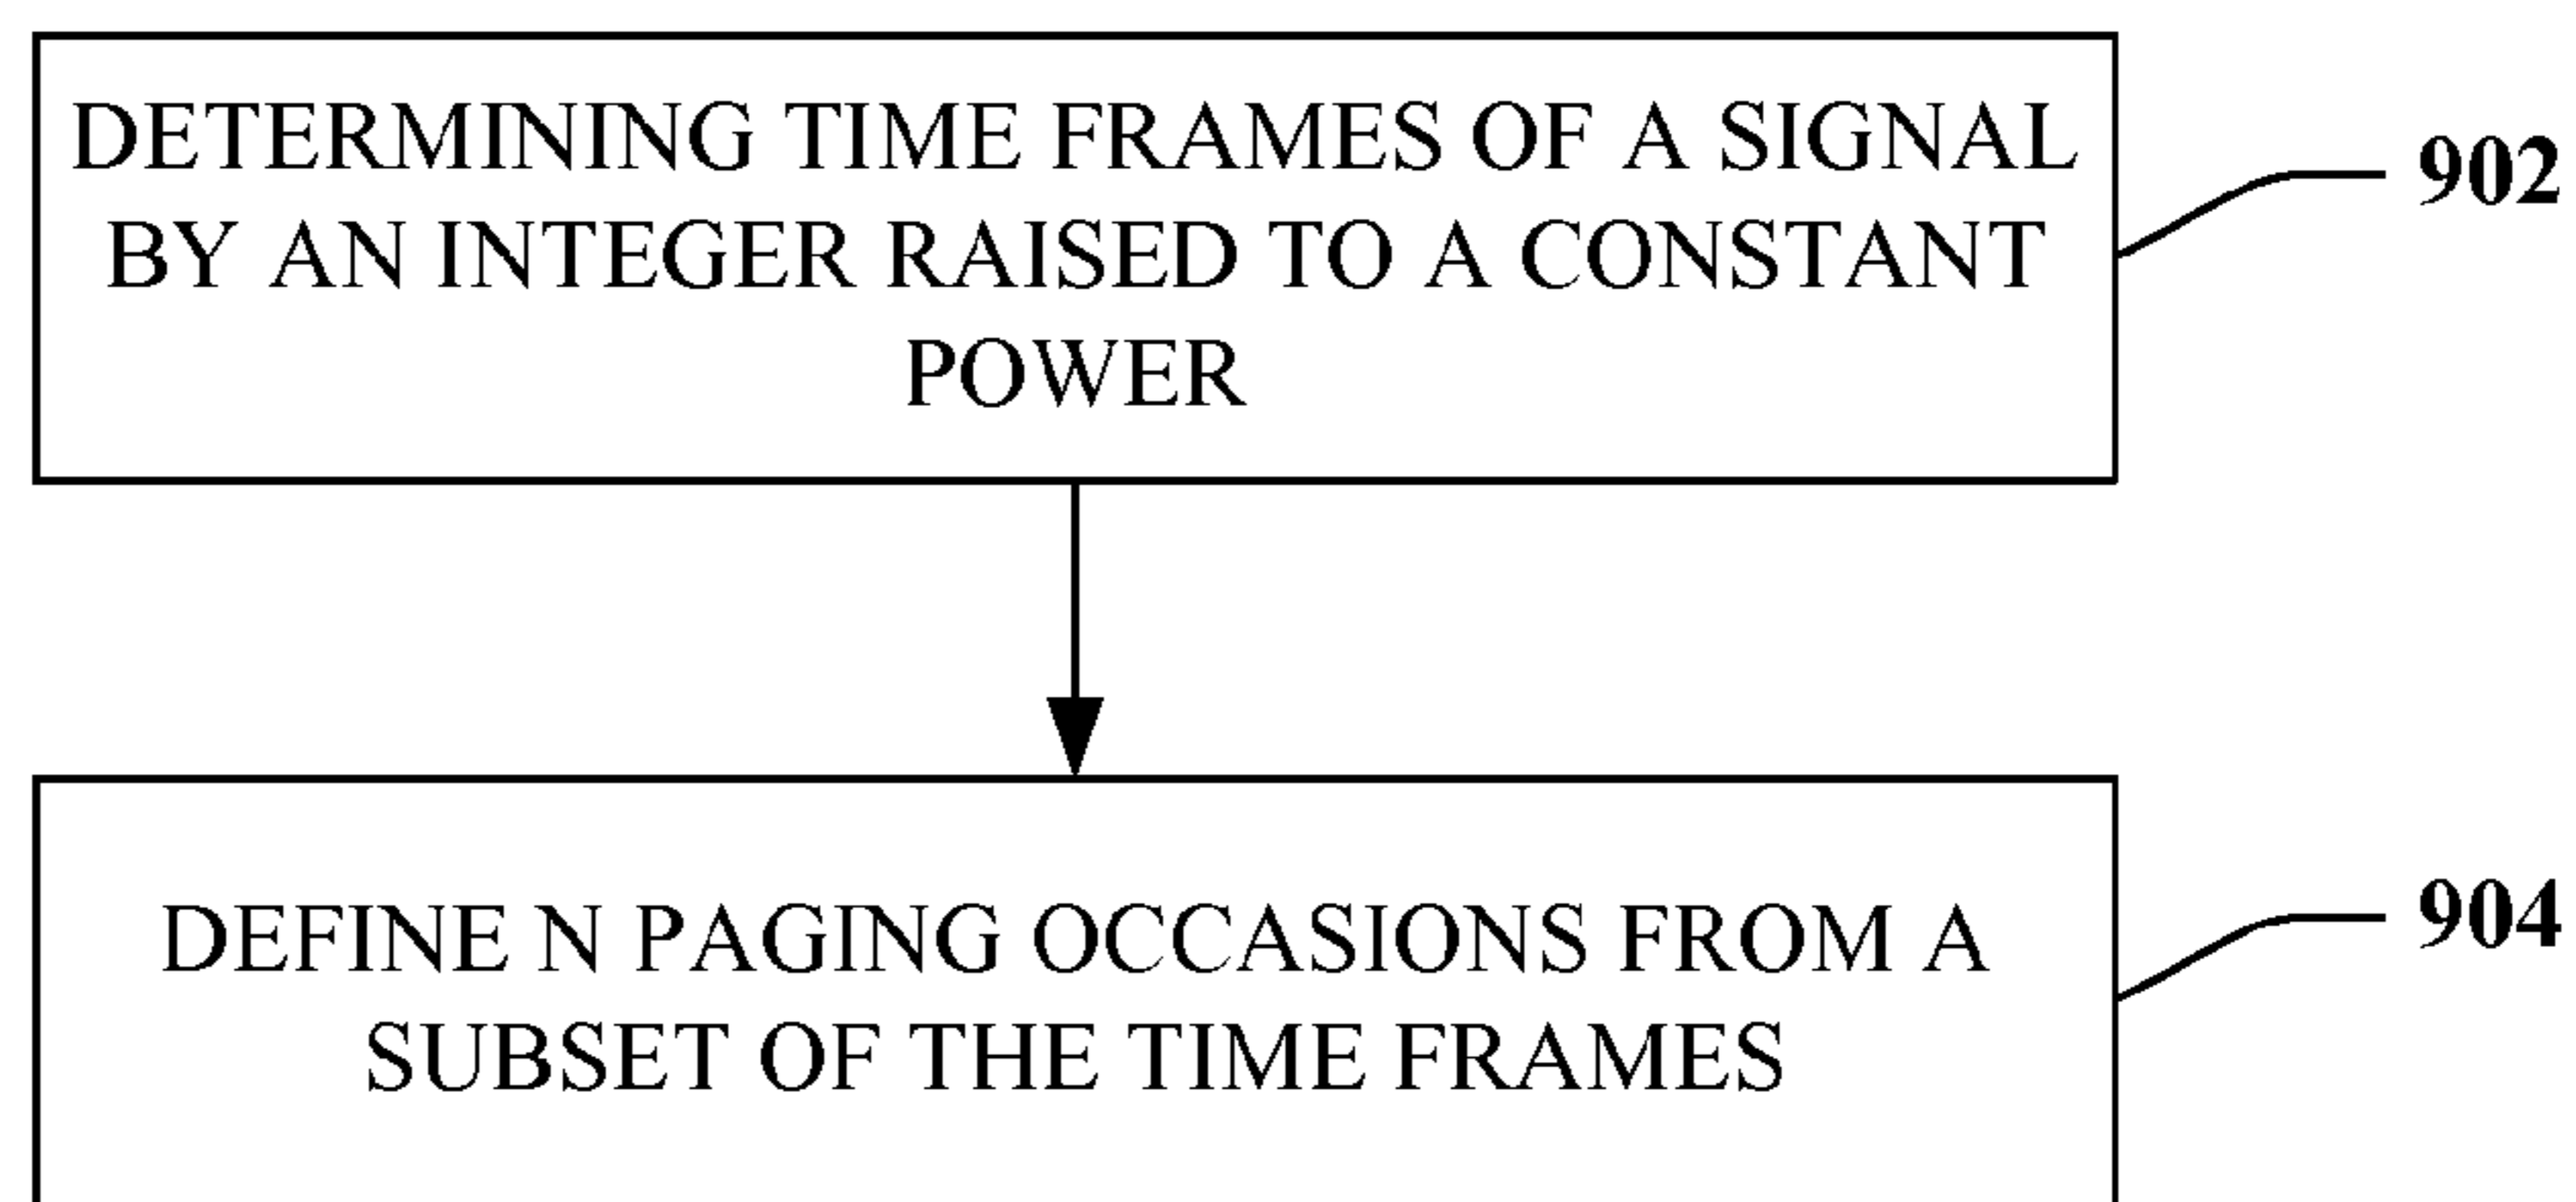 DETERMINING TIME FRAMES OF A SIGNAL
BY AN INTEGER RAISED TO A CONSTANT
POWER
902
DEFINE N PAGING OCCASIONS FROM A
SUBSET OF THE TIME FRAMES
904